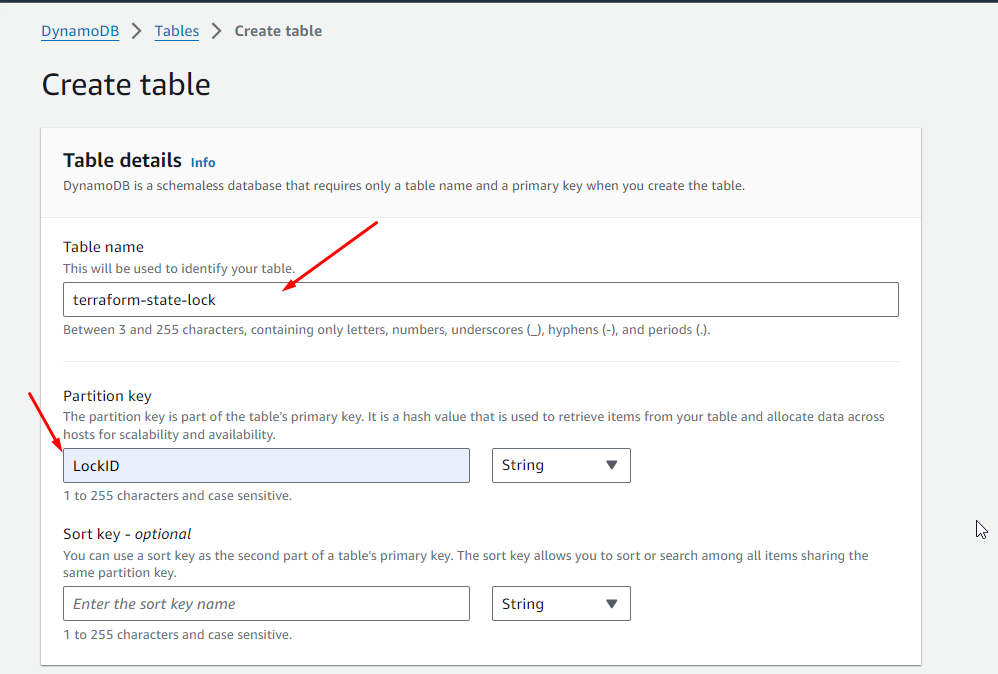 DynamoDB > Tables > Create table
Create table
Table details Info
DynamoDB is a schemaless database that requires only a table name and a primary key when you create the table.
Table name
This will be used to identify your table.
terraform-state-lock
Between 3 and 255 characters, containing only letters, numbers, underscores (_), hyphens (-), and periods (.).
Partition key
The partition key is part of the table's primary key. It is a hash value that is used to retrieve items from your table and allocate data across
hosts for scalability and availability.
LockID String
1 to 255 characters and case sensitive.
Sort key - optional
You can use a sort key as the second part of a table's primary key. The sort key allows you to sort or search among all items sharing the
same partition key.
Enter the sort key name String
1 to 255 characters and case sensitive.